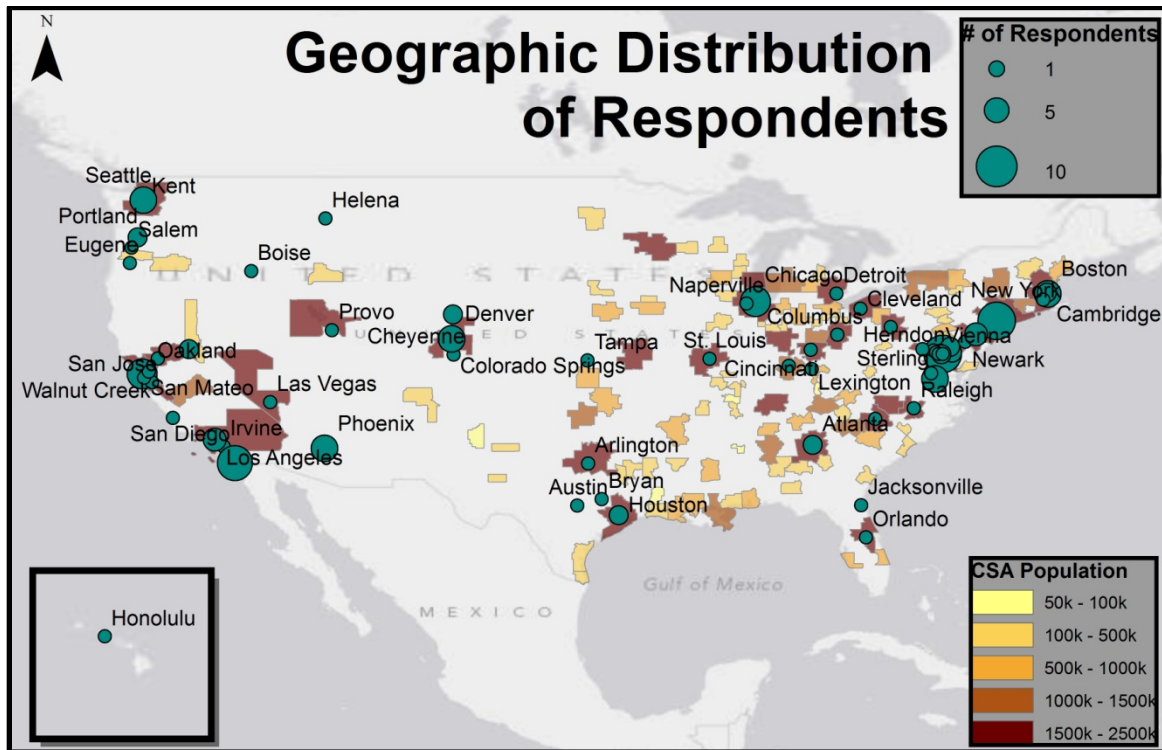 N
Geographic Distribution
of Respondents
# of Respondents
1
5
10
Seattle
Kent
Portland
Salem
Eugene
Helena
Boise
UNITED STATES
UNITED STATES
Provo
Denver
Cheyenne
Colorado Springs
Oakland
San Jose
Walnut Creek
San Mateo
Las Vegas
San Diego
Irvine
Los Angeles
Phoenix
Tampa
St. Louis
Arlington
Austin
Bryan
Houston
Naperville
Chicago
Detroit
Columbus
Cleveland
Cincinnati
Lexington
Herndon
Vienna
Sterling
Newark
Raleigh
New York
Boston
Cambridge
Atlanta
Jacksonville
Orlando
Gulf of Mexico
MEXICO
Honolulu
CSA Population
50k - 100k
100k - 500k
500k - 1000k
1000k - 1500k
1500k - 2500k